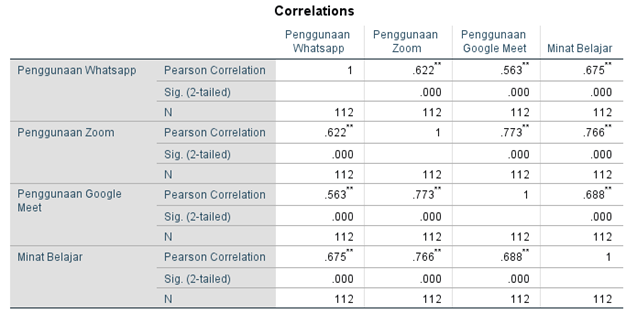 Correlations
Penggunaan Whatsapp Penggunaan Zoom Penggunaan Google Meet Minat Belajar
Penggunaan Whatsapp Pearson Correlation 1 .622** .563** .675**
Sig. (2-tailed) .000 .000 .000
N 112 112 112 112
Penggunaan Zoom Pearson Correlation .622** 1 .773** .766**
Sig. (2-tailed) .000 .000 .000
N 112 112 112 112
Penggunaan Google Meet Pearson Correlation .563** .773** 1 .688**
Sig. (2-tailed) .000 .000 .000
N 112 112 112 112
Minat Belajar Pearson Correlation .675** .766** .688** 1
Sig. (2-tailed) .000 .000 .000
N 112 112 112 112